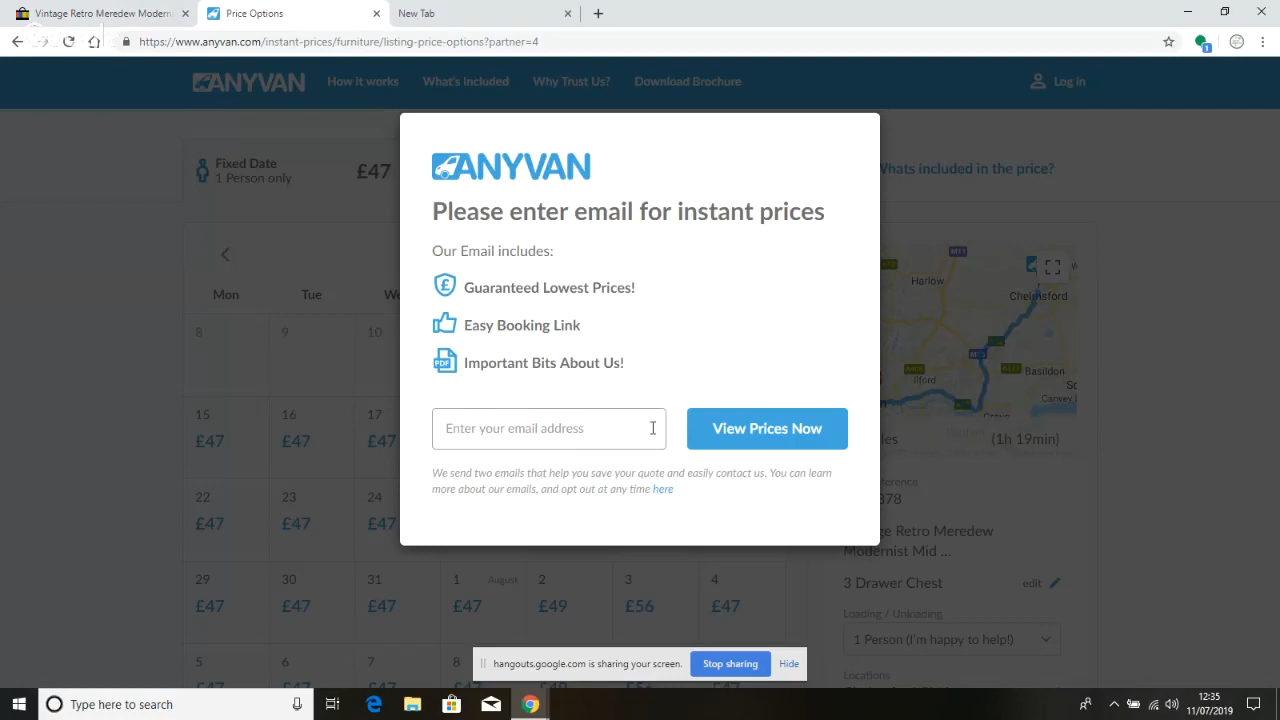 Vintage Retro Meredew Modern
Price Options
New Tab
https://www.anyvan.com/instant-prices/furniture/listing-price-options?partner=4
1
ANYVAN
How it works
What's Included
Why Trust Us?
Download Brochure
Log in
Fixed Date
1 Person only
£47
Whats included in the price?
ANYVAN
Please enter email for instant prices
Our Email includes:
Guaranteed Lowest Prices!
Easy Booking Link
PDF
Important Bits About Us!
Enter your email address
View Prices Now
We send two emails that help you save your quote and easily contact us. You can learn
more about our emails, and opt out at any time here
Mon
Tue
8
9
10
15
16
17
£47
£47
£47
22
23
24
£47
£47
£47
29
30
31
1
August
2
3
4
£47
£47
£47
£47
£49
£56
£47
5
6
7
8
M11
Harlow
Chelmsford
Ilford
Basildon
(1h 19min)
378
Modernist Mid ...
3 Drawer Chest
edit
Loading / Unloading
1 Person (I'm happy to help!)
Locations
hangouts.google.com is sharing your screen.
Stop sharing
Hide
Type here to search
12:35
11/07/2019